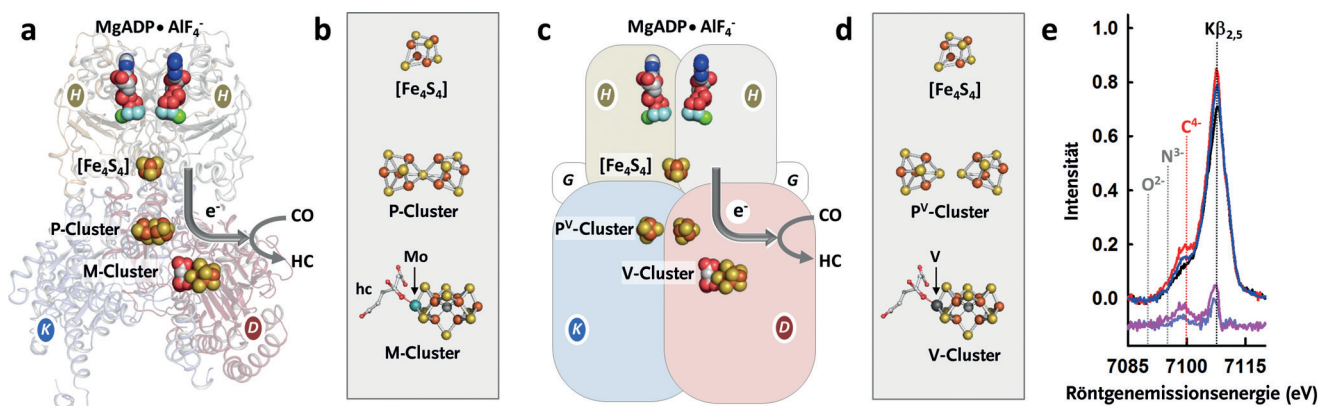 a
MgADP• AlF₄⁻
H
H
[Fe₄S₄]
e⁻
P-Cluster
CO
M-Cluster
HC
K
D
b
[Fe₄S₄]
P-Cluster
Mo
hc
M-Cluster
c
MgADP• AlF₄⁻
H
H
[Fe₄S₄]
G
G
e⁻
Pⱽ-Cluster
CO
V-Cluster
HC
K
D
d
[Fe₄S₄]
Pⱽ-Cluster
V
V-Cluster
e
Kβ₂,₅
1.0
0.8
0.6
0.4
0.2
0.0
Intensität
C⁴⁻
N³⁻
O²⁻
7085
7100
7115
Röntgenemissionsenergie (eV)